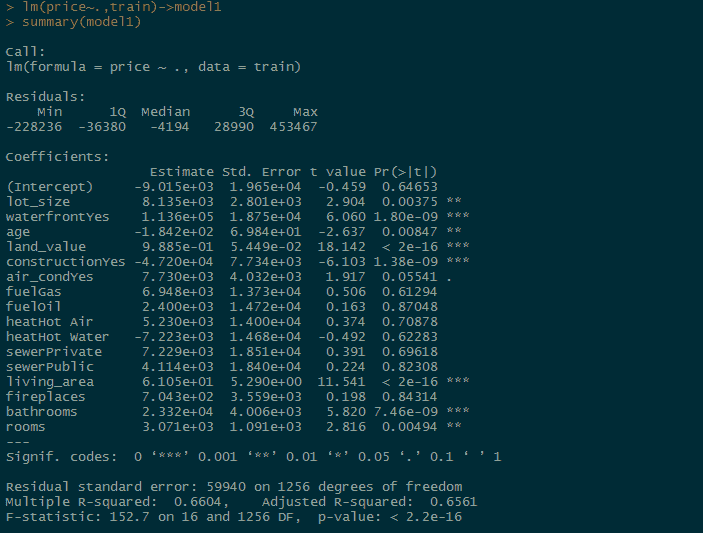 > lm(price~.,train)->model1
> summary(model1)

Call:
lm(formula = price ~ ., data = train)

Residuals:
    Min      1Q  Median      3Q     Max
-228236  -36380   -4194   28990  453467

Coefficients:
                  Estimate Std. Error t value Pr(>|t|)
(Intercept)     -9.015e+03  1.965e+04  -0.459  0.64653
lot_size         8.135e+03  2.801e+03   2.904  0.00375 **
waterfrontYes    1.136e+05  1.875e+04   6.060 1.80e-09 ***
age             -1.842e+02  6.984e+01  -2.637  0.00847 **
land_value       9.885e-01  5.449e-02  18.142  < 2e-16 ***
constructionYes -4.720e+04  7.734e+03  -6.103 1.38e-09 ***
air_condYes      7.730e+03  4.032e+03   1.917  0.05541 .
fuelGas          6.948e+03  1.373e+04   0.506  0.61294
fuelOil          2.400e+03  1.472e+04   0.163  0.87048
heatHot Air      5.230e+03  1.400e+04   0.374  0.70878
heatHot Water   -7.223e+03  1.468e+04  -0.492  0.62283
sewerPrivate     7.229e+03  1.851e+04   0.391  0.69618
sewerPublic      4.114e+03  1.840e+04   0.224  0.82308
living_area      6.105e+01  5.290e+00  11.541  < 2e-16 ***
fireplaces       7.043e+02  3.559e+03   0.198  0.84314
bathrooms        2.332e+04  4.006e+03   5.820 7.46e-09 ***
rooms            3.071e+03  1.091e+03   2.816  0.00494 **
---
Signif. codes:  0 ‘***’ 0.001 ‘**’ 0.01 ‘*’ 0.05 ‘.’ 0.1 ‘ ’ 1

Residual standard error: 59940 on 1256 degrees of freedom
Multiple R-squared:  0.6604,    Adjusted R-squared:  0.6561
F-statistic: 152.7 on 16 and 1256 DF,  p-value: < 2.2e-16